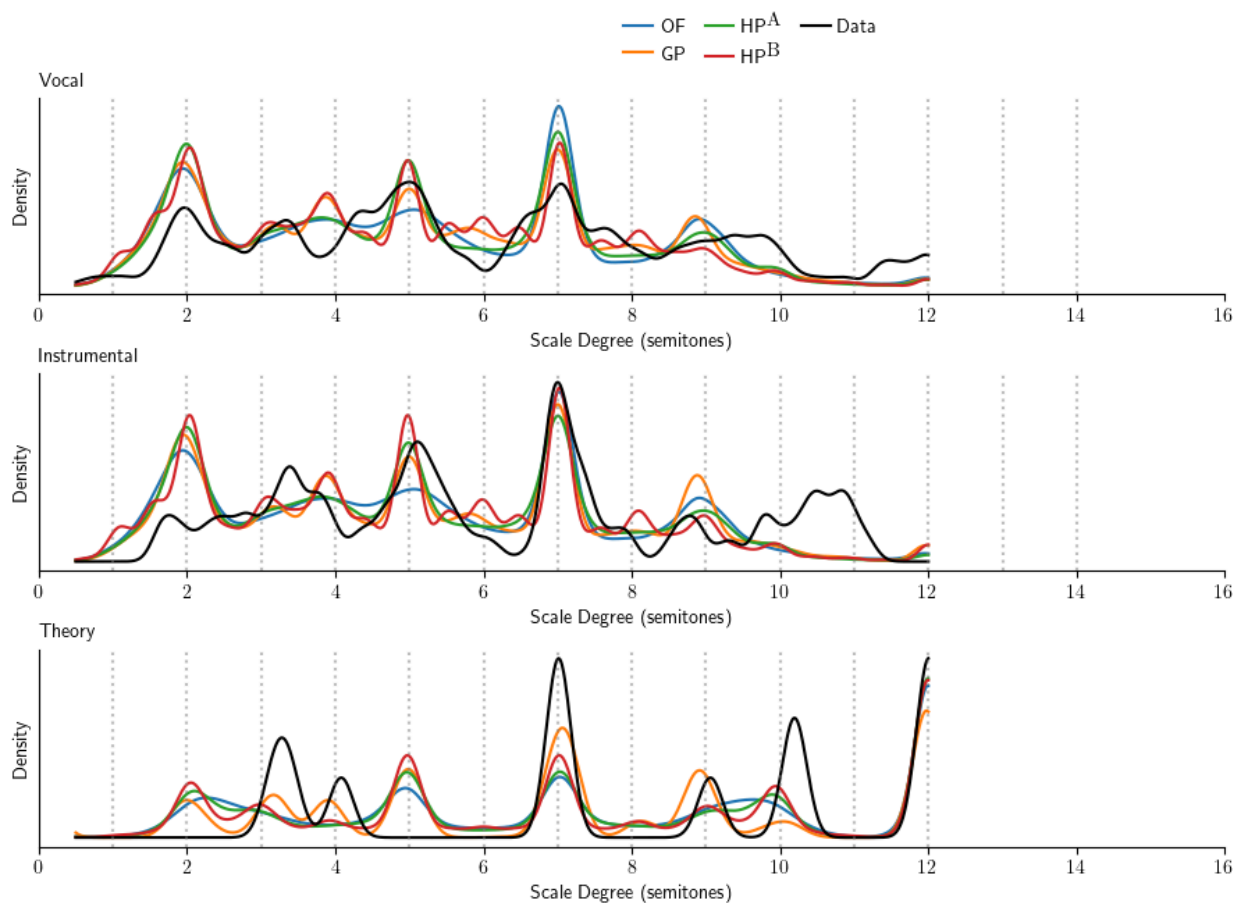 OF HP^A Data
GP HP^B
Vocal
Density
0 2 4 6 8 10 12 14 16
Scale Degree (semitones)
Instrumental
Density
0 2 4 6 8 10 12 14 16
Scale Degree (semitones)
Theory
Density
0 2 4 6 8 10 12 14 16
Scale Degree (semitones)